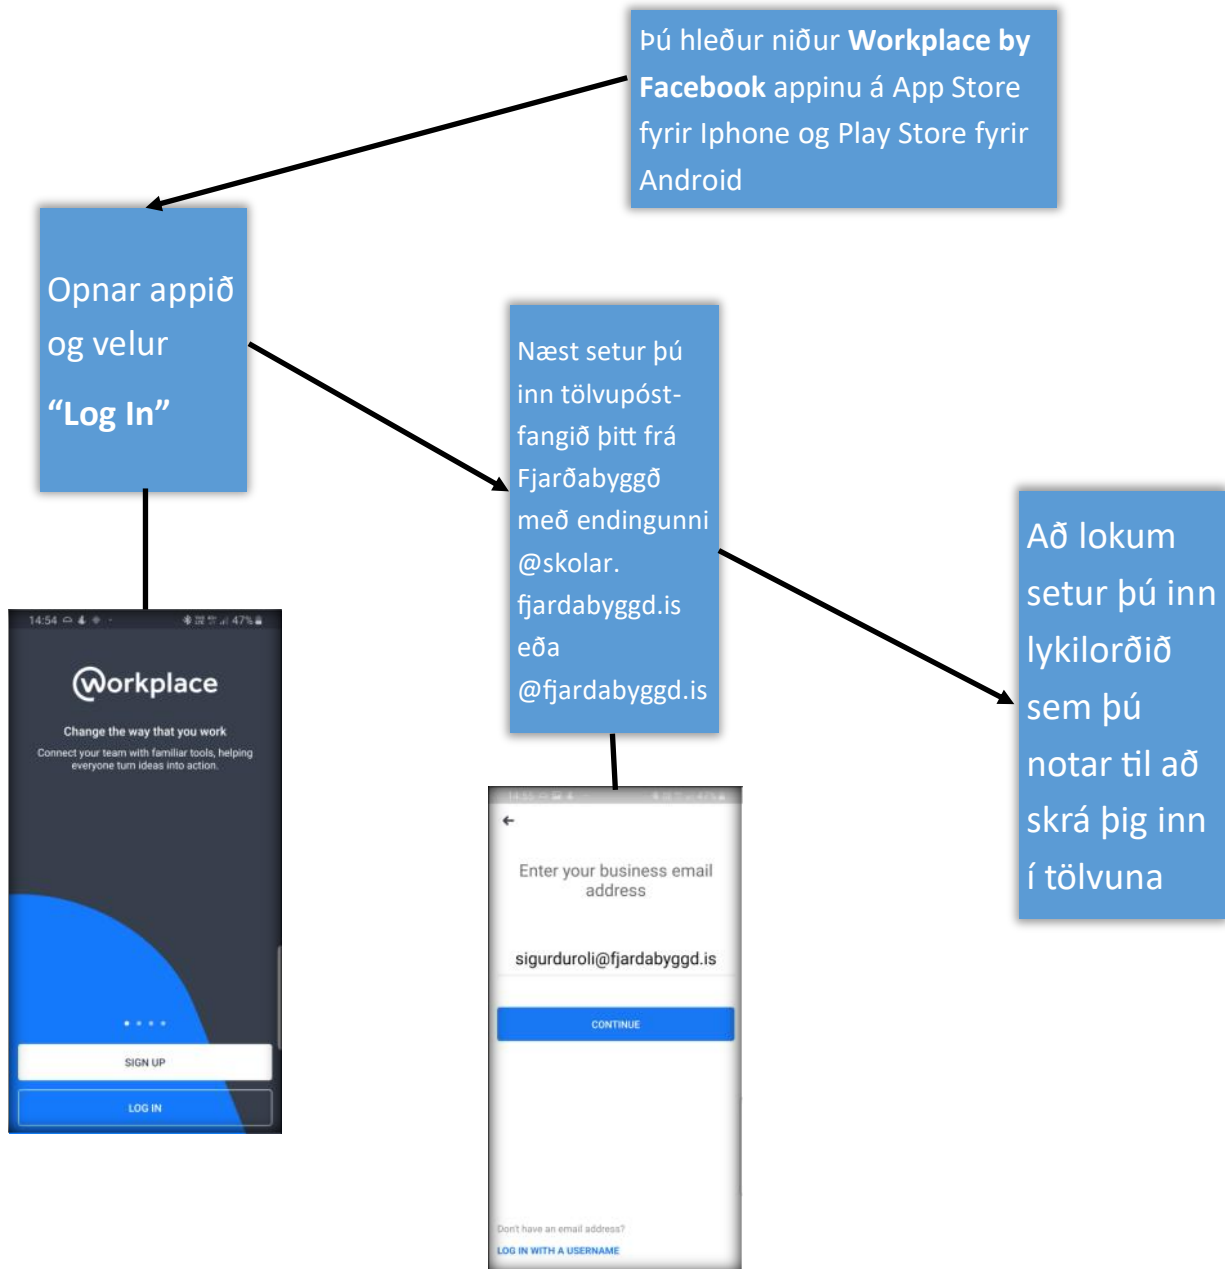 Þú hleður niður Workplace by
Facebook appinu á App Store
fyrir Iphone og Play Store fyrir
Android
Opnar appið
og velur
“Log In”
Næst setur þú
inn tölvupóst-
fangið þitt frá
Fjarðabyggð
með endingunni
@skolar.
fjardabyggd.is
eða
@fjardabyggd.is
Að lokum
setur þú inn
lykilorðið
sem þú
notar til að
skrá þig inn
í tölvuna
14:54
47%
Workplace
Change the way that you work
Connect your team with familiar tools, helping
everyone turn ideas into action.
SIGN UP
LOG IN
Enter your business email
address
sigurduroli@fjardabyggd.is
CONTINUE
Don't have an email address?
LOG IN WITH A USERNAME